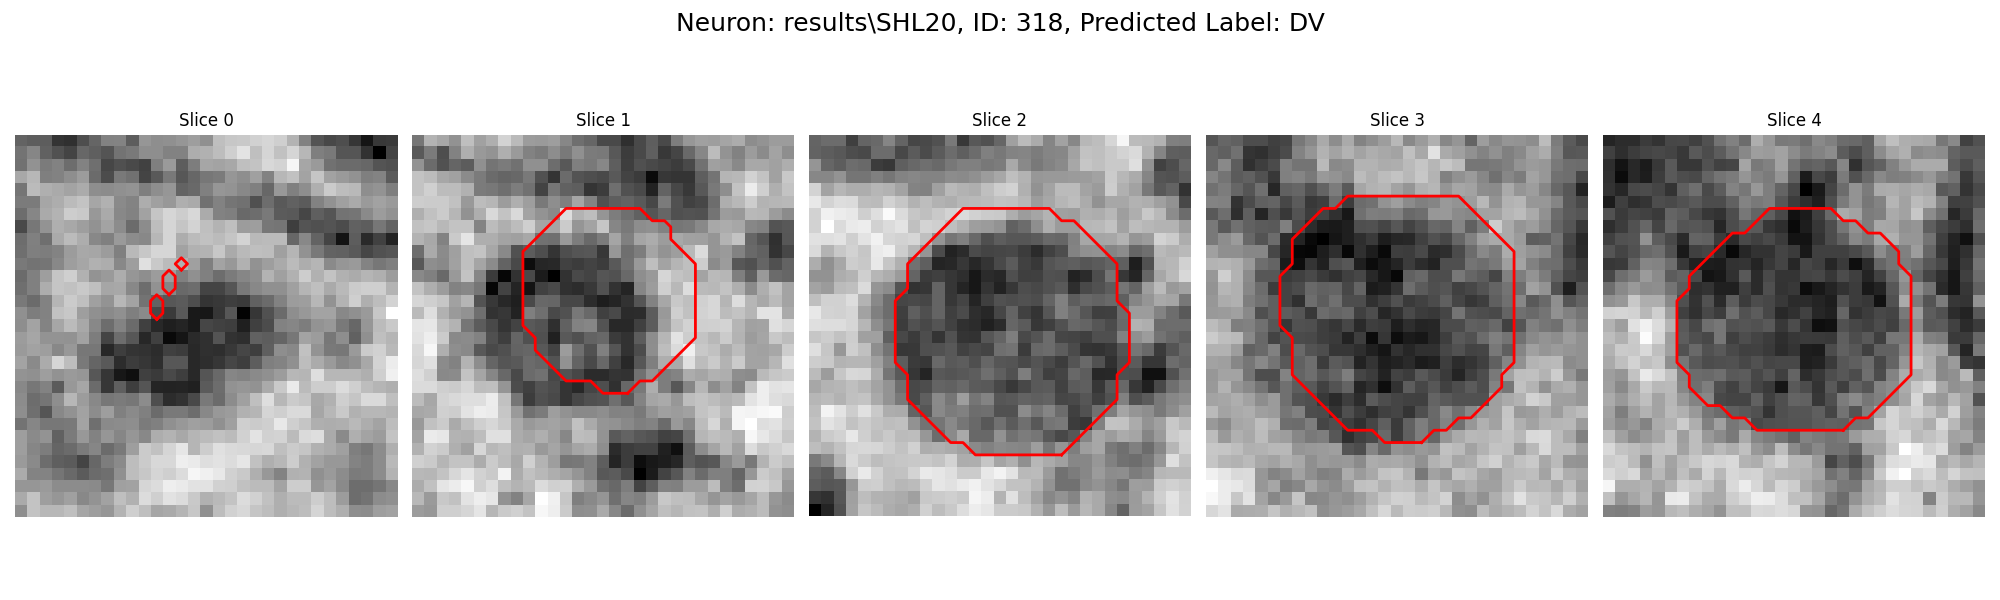 Neuron: results\SHL20, ID: 318, Predicted Label: DV
Slice 0
Slice 1
Slice 2
Slice 3
Slice 4